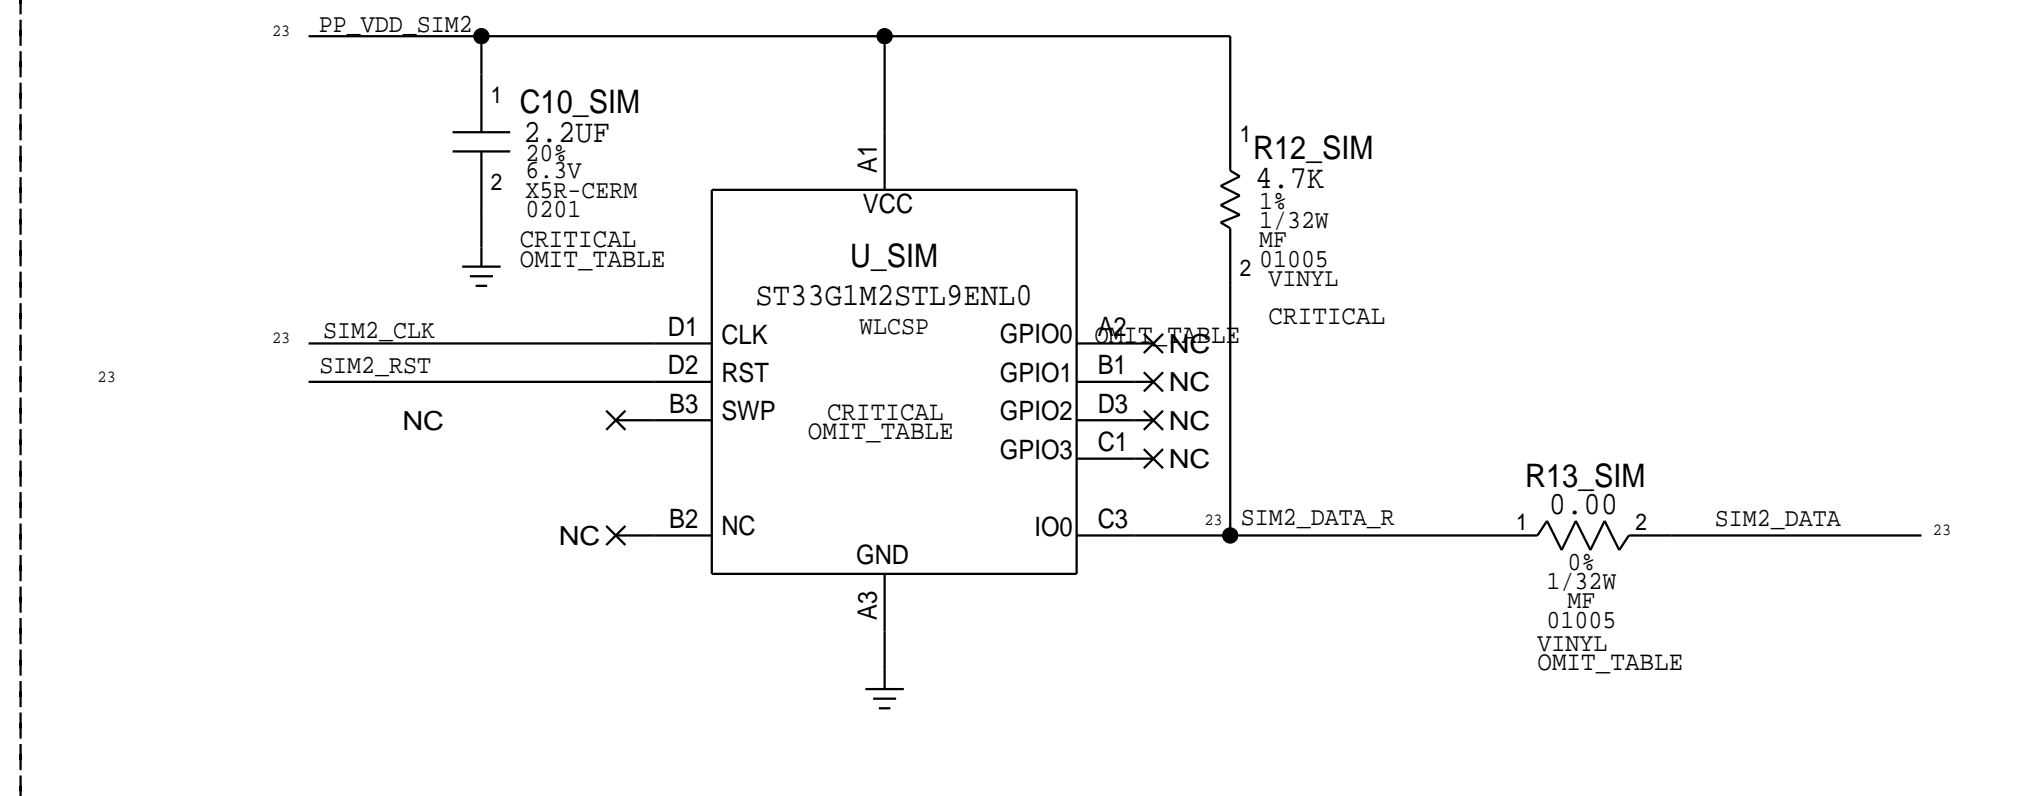 23 PP_VDD_SIM2
1 C10_SIM
2.2UF
20%
6.3V
2 X5R-CERM
0201
CRITICAL
OMIT_TABLE
A1
VCC
U_SIM
ST33G1M2STL9ENL0
WLCSP
CRITICAL
OMIT_TABLE
1 R12_SIM
4.7K
1%
1/32W
MF
2 01005
VINYL
CRITICAL
OMIT_TABLE
23 SIM2_CLK D1 CLK
23 SIM2_RST D2 RST
NC B3 SWP
NC B2 NC
GPIO0 A2 NC
GPIO1 B1 NC
GPIO2 D3 NC
GPIO3 C1 NC
IO0 C3 23 SIM2_DATA_R
GND
A3
R13_SIM
0.00
1 2 SIM2_DATA 23
0%
1/32W
MF
01005
VINYL
OMIT_TABLE